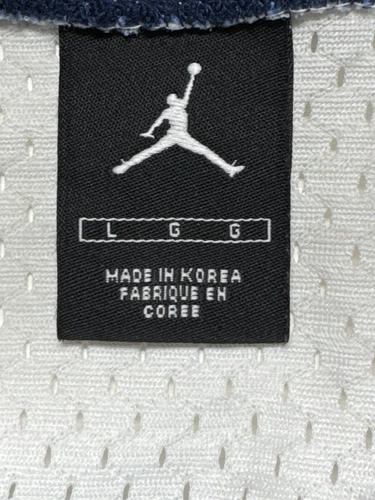 L G G
MADE IN KOREA
FABRIQUE EN
COREE